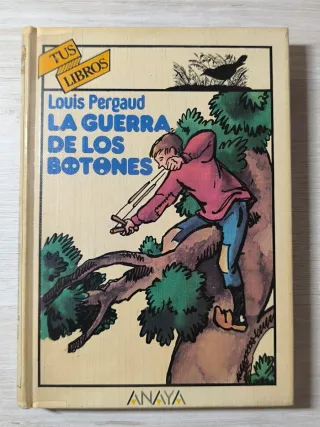 TUS
LIBROS
Louis Pergaud
LA GUERRA
DE LOS
BOTONES
ANAYA